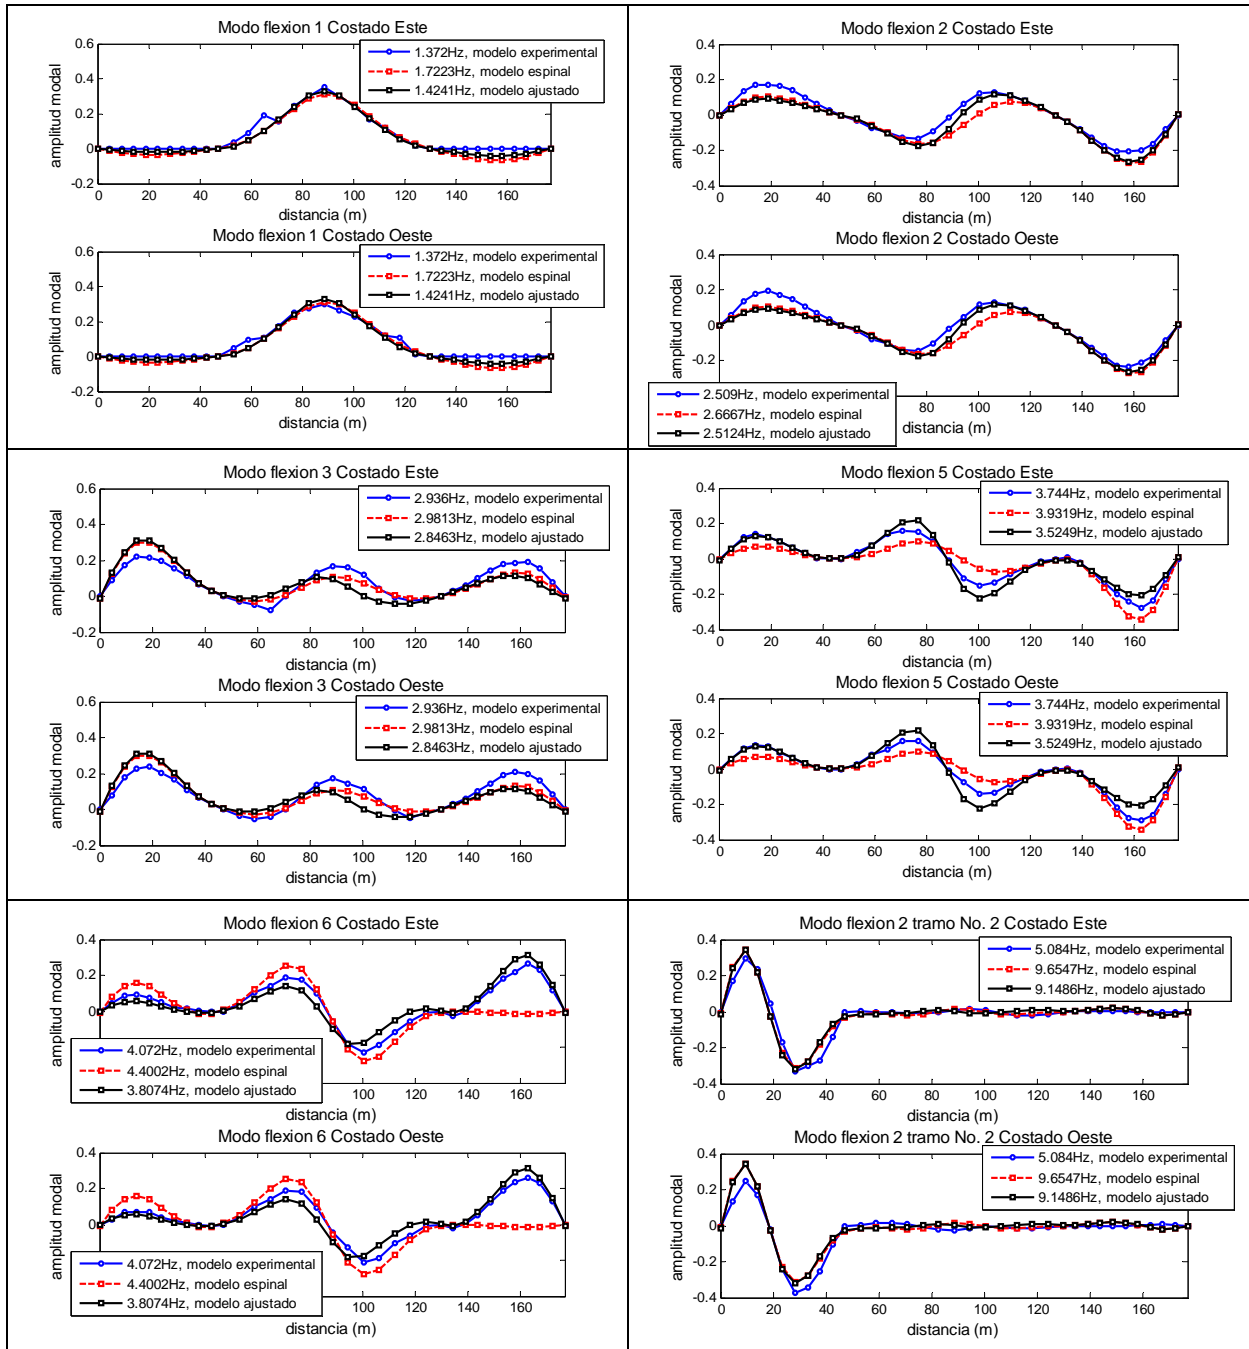 Modo flexion 1 Costado Este
0.6
0.4
0.2
0
-0.2
amplitud modal
1.372Hz, modelo experimental
1.7223Hz, modelo espinal
1.4241Hz, modelo ajustado
0 20 40 60 80 100 120 140 160
distancia (m)
Modo flexion 1 Costado Oeste
0.6
0.4
0.2
0
-0.2
amplitud modal
1.372Hz, modelo experimental
1.7223Hz, modelo espinal
1.4241Hz, modelo ajustado
0 20 40 60 80 100 120 140 160
distancia (m)
Modo flexion 2 Costado Este
0.4
0.2
0
-0.2
-0.4
amplitud modal
0 20 40 60 80 100 120 140 160
distancia (m)
Modo flexion 2 Costado Oeste
0.4
0.2
0
-0.2
amplitud modal
2.509Hz, modelo experimental
2.6667Hz, modelo espinal
2.5124Hz, modelo ajustado
100 120 140 160
distancia (m)
Modo flexion 3 Costado Este
0.6
0.4
0.2
0
-0.2
amplitud modal
2.936Hz, modelo experimental
2.9813Hz, modelo espinal
2.8463Hz, modelo ajustado
0 20 40 60 80 100 120 140 160
distancia (m)
Modo flexion 3 Costado Oeste
0.6
0.4
0.2
0
-0.2
amplitud modal
2.936Hz, modelo experimental
2.9813Hz, modelo espinal
2.8463Hz, modelo ajustado
0 20 40 60 80 100 120 140 160
distancia (m)
Modo flexion 5 Costado Este
0.4
0.2
0
-0.2
-0.4
amplitud modal
3.744Hz, modelo experimental
3.9319Hz, modelo espinal
3.5249Hz, modelo ajustado
0 20 40 60 80 100 120 140 160
distancia (m)
Modo flexion 5 Costado Oeste
0.4
0.2
0
-0.2
-0.4
amplitud modal
3.744Hz, modelo experimental
3.9319Hz, modelo espinal
3.5249Hz, modelo ajustado
0 20 40 60 80 100 120 140 160
distancia (m)
Modo flexion 6 Costado Este
0.4
0.2
0
-0.2
amplitud modal
4.072Hz, modelo experimental
4.4002Hz, modelo espinal
3.8074Hz, modelo ajustado
100 120 140 160
distancia (m)
Modo flexion 6 Costado Oeste
0.4
0.2
0
-0.2
amplitud modal
4.072Hz, modelo experimental
4.4002Hz, modelo espinal
3.8074Hz, modelo ajustado
100 120 140 160
distancia (m)
Modo flexion 2 tramo No. 2 Costado Este
0.4
0.2
0
-0.2
-0.4
amplitud modal
5.084Hz, modelo experimental
9.6547Hz, modelo espinal
9.1486Hz, modelo ajustado
0 20 40 60 80 100 120 140 160
distancia (m)
Modo flexion 2 tramo No. 2 Costado Oeste
0.4
0.2
0
-0.2
-0.4
amplitud modal
5.084Hz, modelo experimental
9.6547Hz, modelo espinal
9.1486Hz, modelo ajustado
0 20 40 60 80 100 120 140 160
distancia (m)